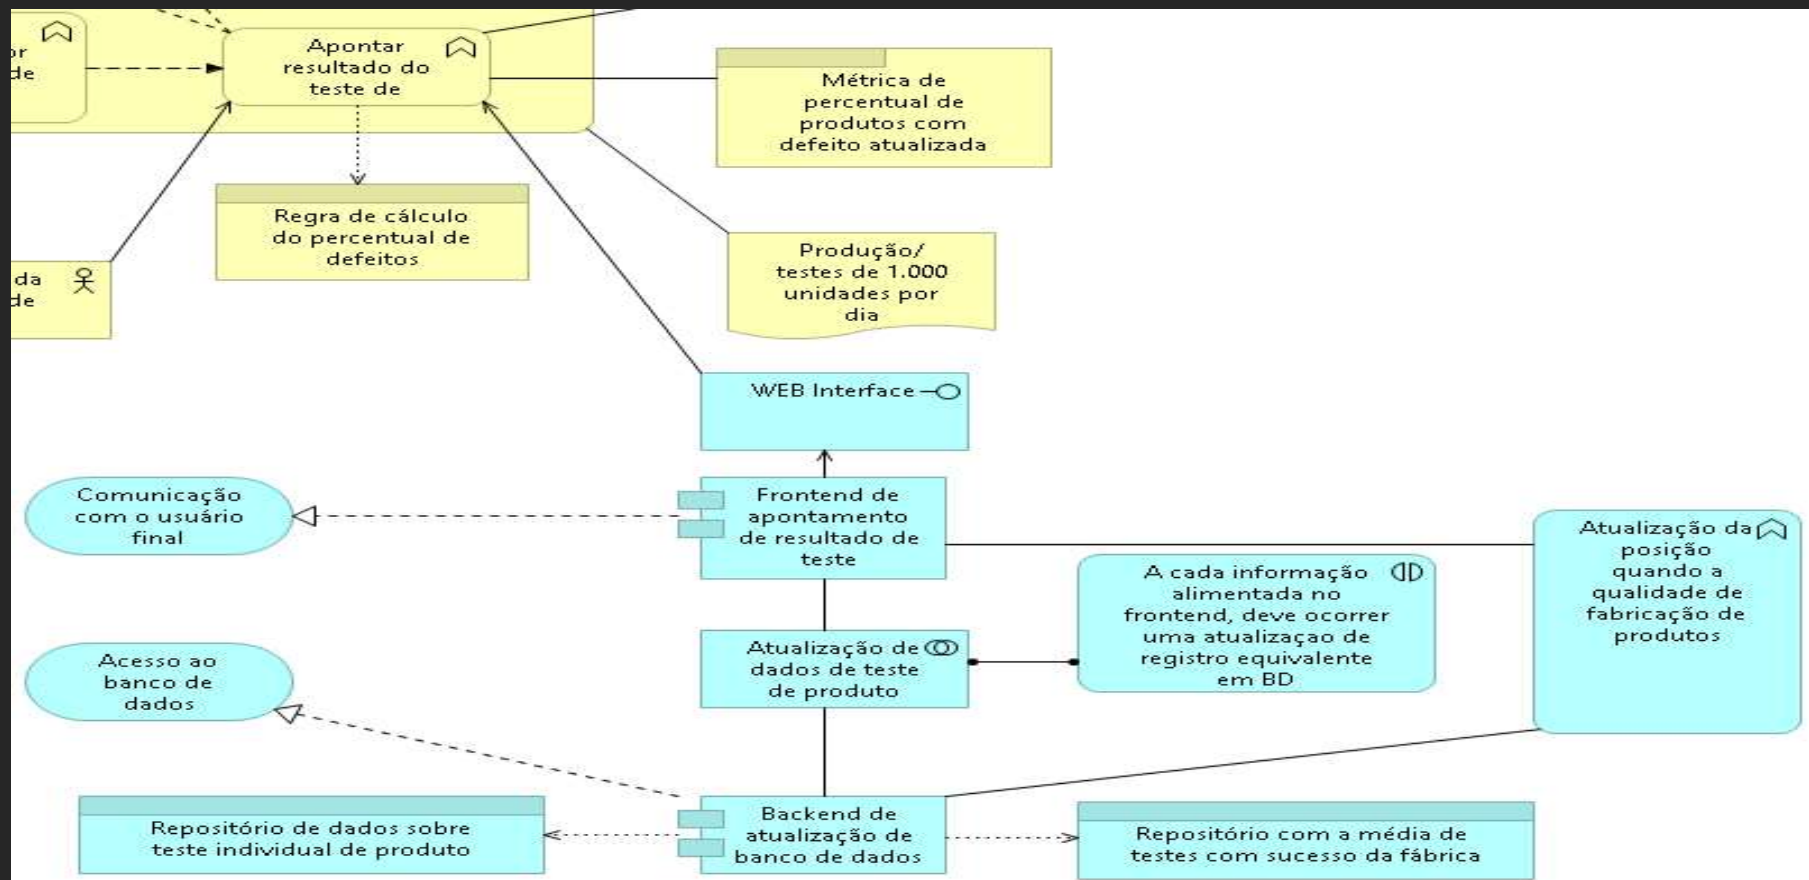 or
de
Apontar
resultado do
teste de
Métrica de
percentual de
produtos com
defeito atualizada
Regra de cálculo
do percentual de
defeitos
Produção/
testes de 1.000
unidades por
dia
da
de
WEB Interface
Comunicação
com o usuário
final
Frontend de
apontamento
de resultado de
teste
Atualização da
posição
quando a
qualidade de
fabricação de
produtos
A cada informação
alimentada no
frontend, deve ocorrer
uma atualizaçao de
registro equivalente
em BD
Atualização de
dados de teste
de produto
Acesso ao
banco de
dados
Repositório de dados sobre
teste individual de produto
Backend de
atualização de
banco de dados
Repositório com a média de
testes com sucesso da fábrica